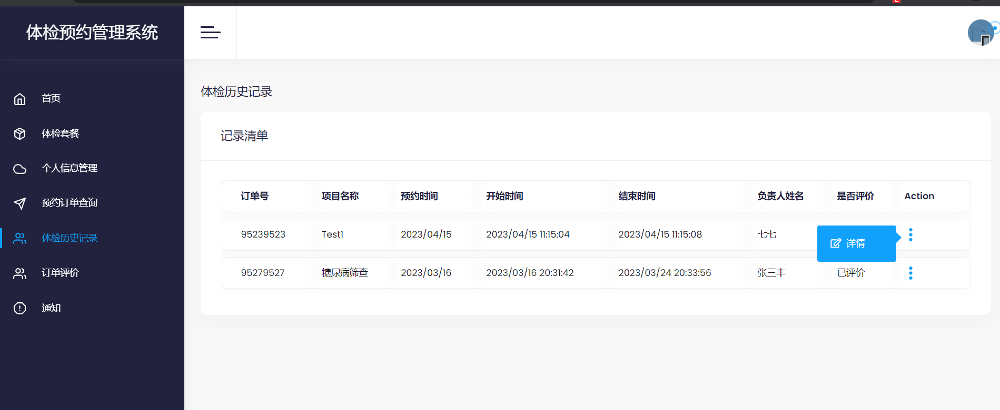 2
体检预约管理系统
首页
体检套餐
个人信息管理
预约订单查询
体检历史记录
订单评价
通知
体检历史记录
记录清单
订单号 项目名称 预约时间 开始时间 结束时间 负责人姓名 是否评价 Action
95239523 Test1 2023/04/15 2023/04/15 11:15:04 2023/04/15 11:15:08 七七
详情
95279527 糖尿病筛查 2023/03/16 2023/03/16 20:31:42 2023/03/24 20:33:56 张三丰 已评价